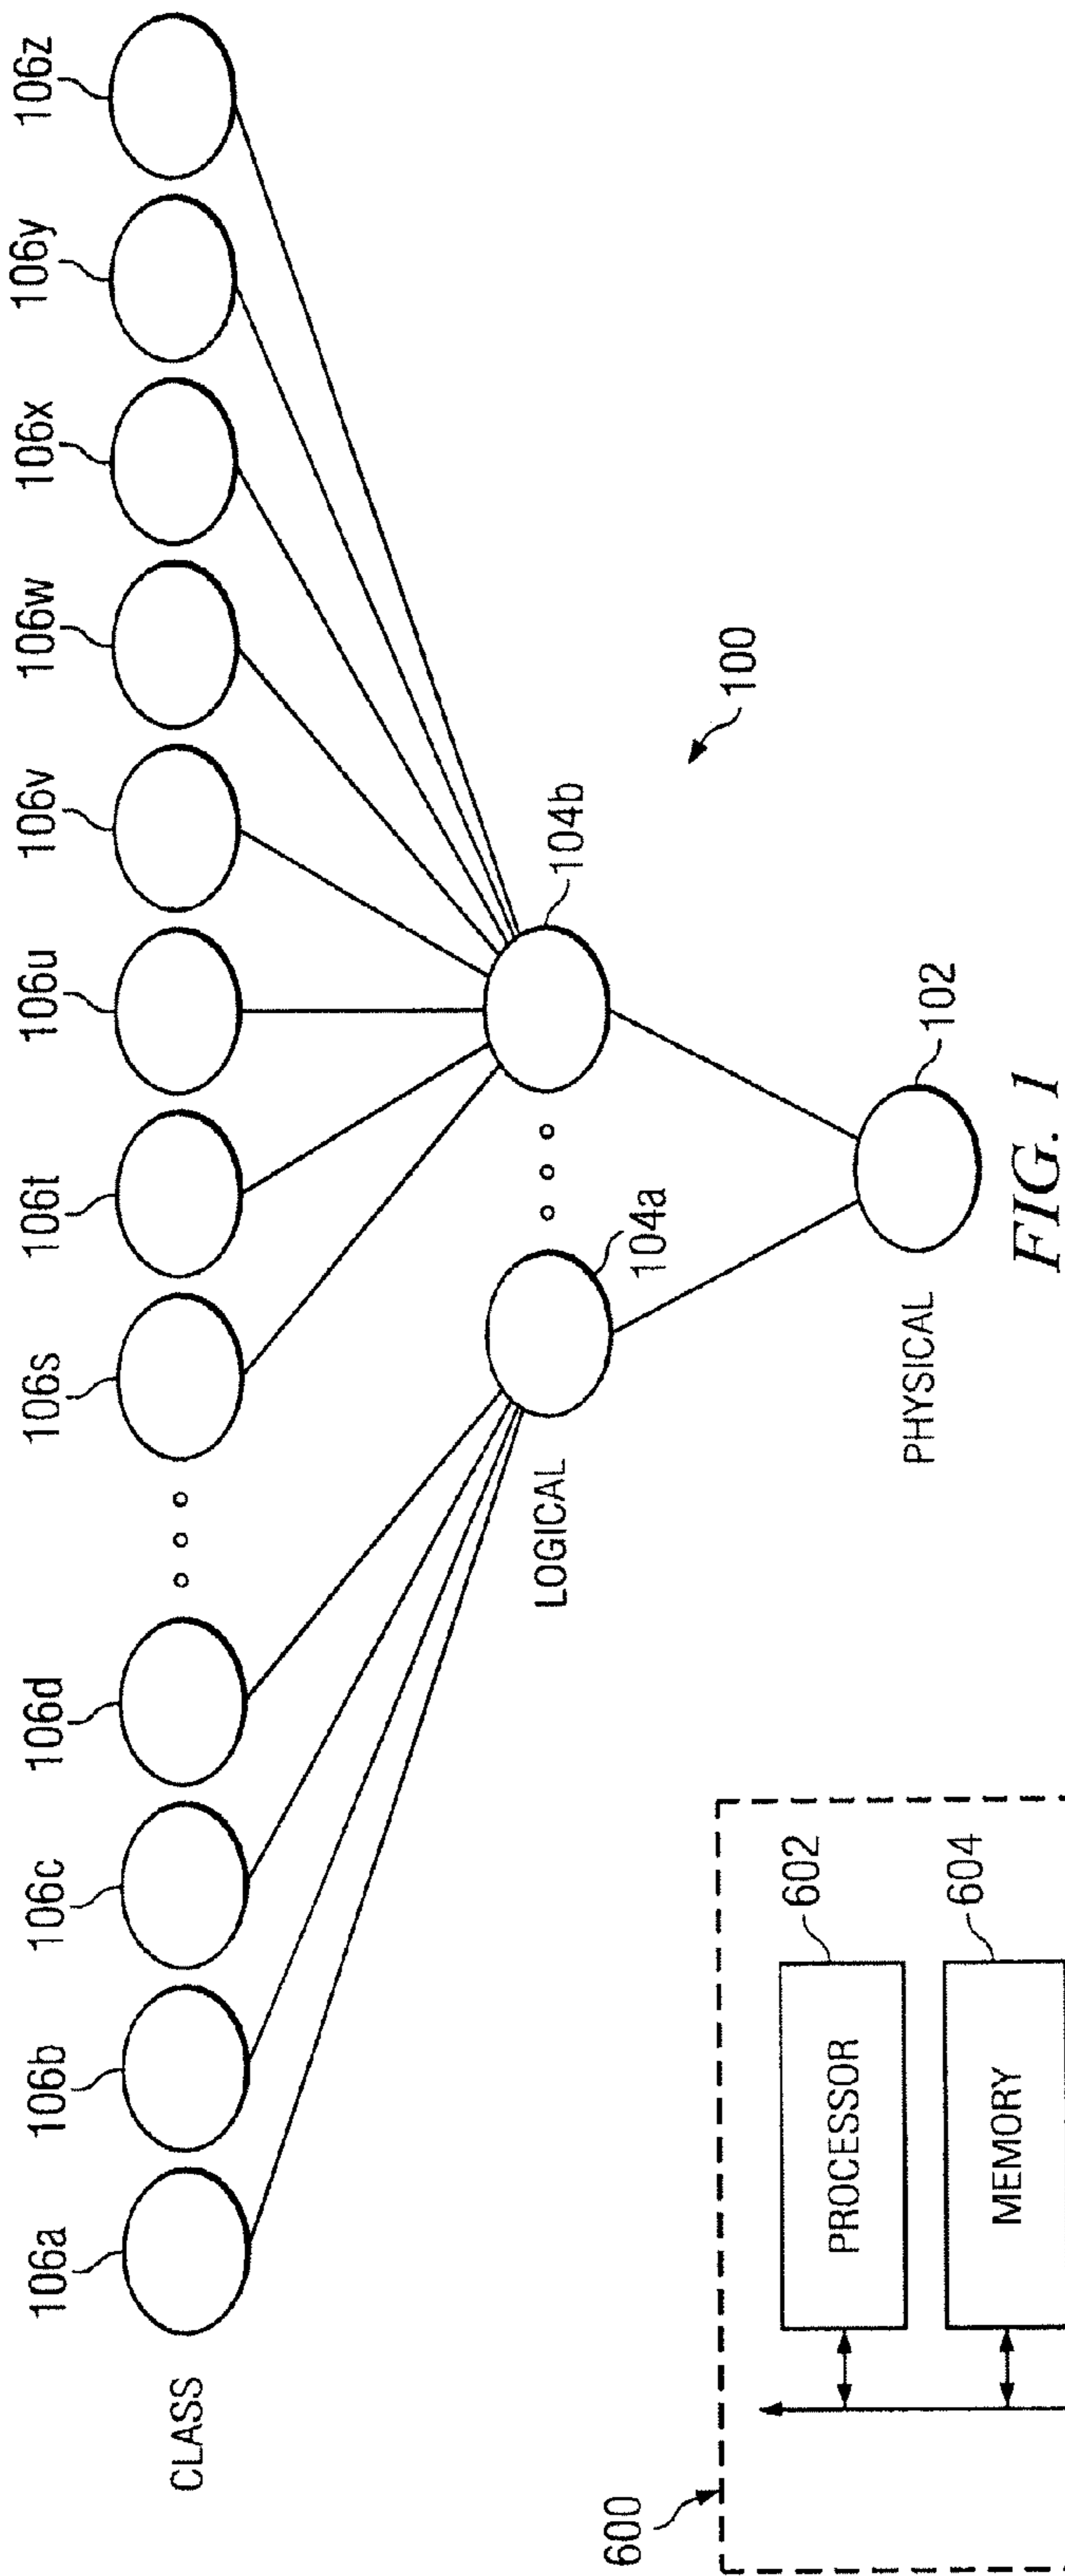 106a
106b
106c
106d
106s
106t
106u
106v
106w
106x
106y
106z
CLASS
LOGICAL
104a
104b
100
PHYSICAL
102
FIG. 1
600
PROCESSOR
602
MEMORY
604